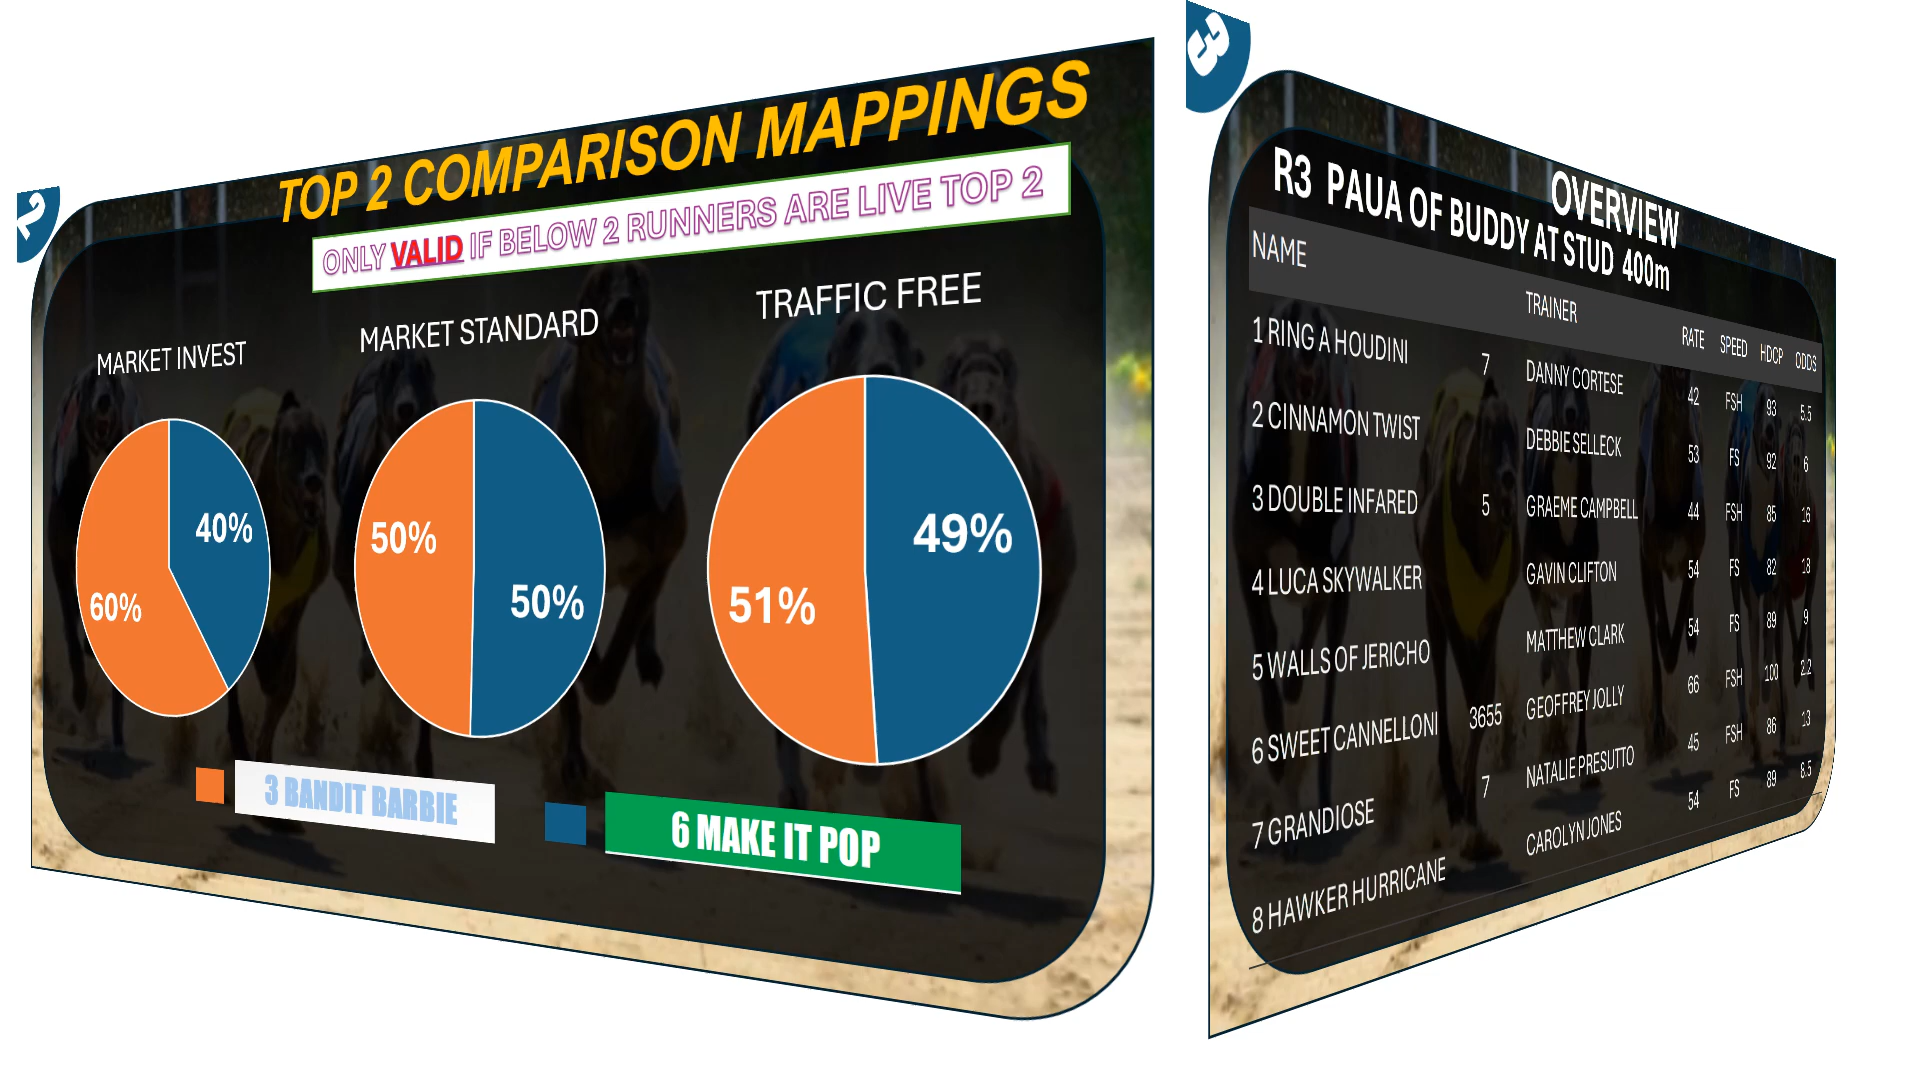 2
TOP 2 COMPARISON MAPPINGS
ONLY VALID IF BELOW 2 RUNNERS ARE LIVE TOP 2
MARKET INVEST
40%
60%
MARKET STANDARD
50%
50%
TRAFFIC FREE
49%
51%
3 BANDIT BARBIE
6 MAKE IT POP
3
OVERVIEW
R3 PAUA OF BUDDY AT STUD 400m
NAME TRAINER RATE SPEED HDCP ODDS
1 RING A HOUDINI 7 DANNY CORTESE 42 FSH 93 5.5
2 CINNAMON TWIST DEBBIE SELLECK 53 FS 92 6
3 DOUBLE INFARED 5 GRAEME CAMPBELL 44 FSH 85 16
4 LUCA SKYWALKER GAVIN CLIFTON 54 FS 82 18
5 WALLS OF JERICHO MATTHEW CLARK 54 FS 89 9
6 SWEET CANNELLONI 3655 GEOFFREY JOLLY 66 FSH 100 2.2
7 GRANDIOSE 7 NATALIE PRESUTTO 45 FSH 86 13
8 HAWKER HURRICANE CAROLYN JONES 54 FS 89 8.5